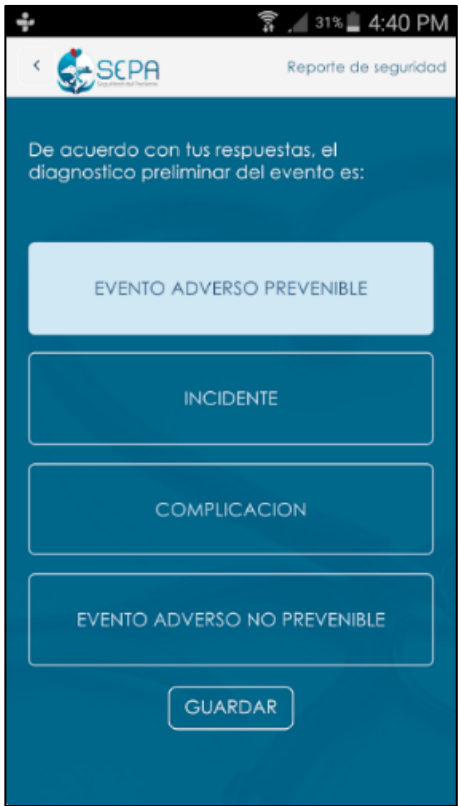 31% 4:40 PM
SEPA
Reporte de seguridad
De acuerdo con tus respuestas, el
diagnostico preliminar del evento es:
EVENTO ADVERSO PREVENIBLE
INCIDENTE
COMPLICACION
EVENTO ADVERSO NO PREVENIBLE
GUARDAR